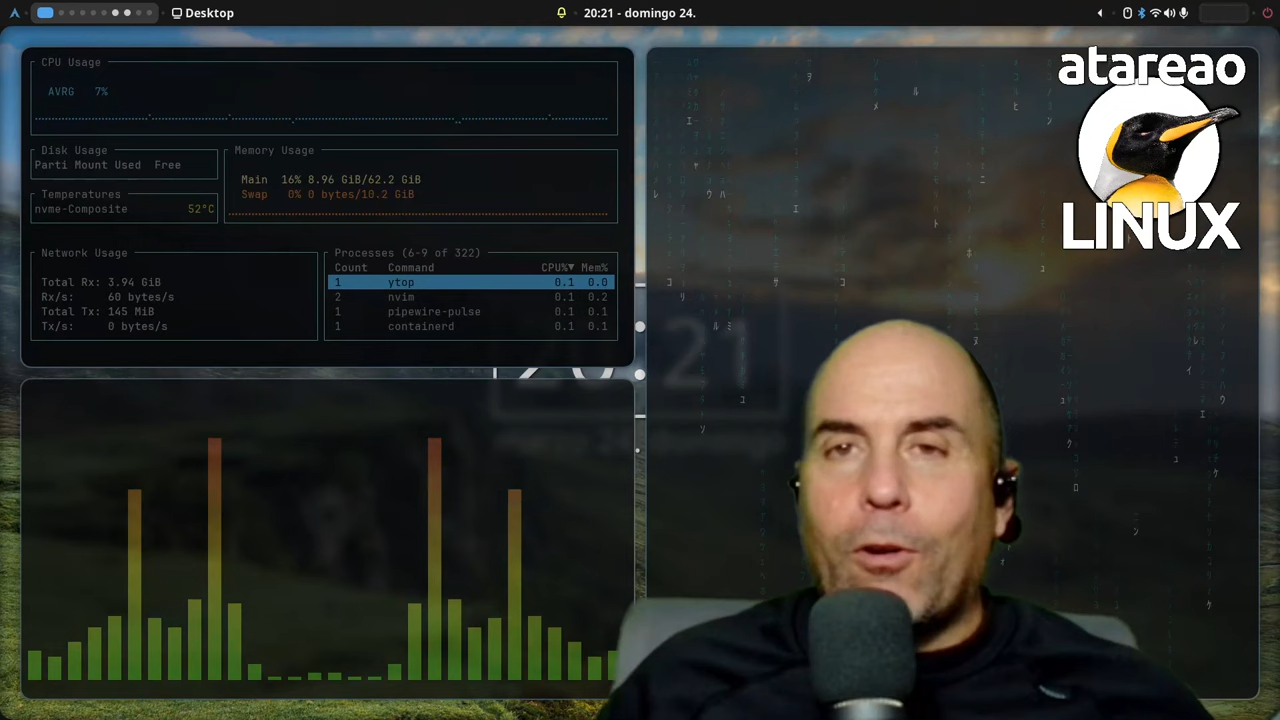 Desktop
20:21 - domingo 24.
atareao
LINUX
CPU Usage
AVRG 7%
Disk Usage
Parti Mount Used Free
Memory Usage
Main 16% 8.96 GiB/62.2 GiB
Swap 0% 0 bytes/10.2 GiB
Temperatures
nvme-Composite 52°C
Network Usage
Total Rx: 3.94 GiB
Rx/s: 60 bytes/s
Total Tx: 145 MiB
Tx/s: 0 bytes/s
Processes (6-9 of 322)
Count Command CPU%▼ Mem%
1 ytop 0.1 0.0
2 nvim 0.1 0.2
1 pipewire-pulse 0.1 0.1
1 containerd 0.1 0.1
20:21